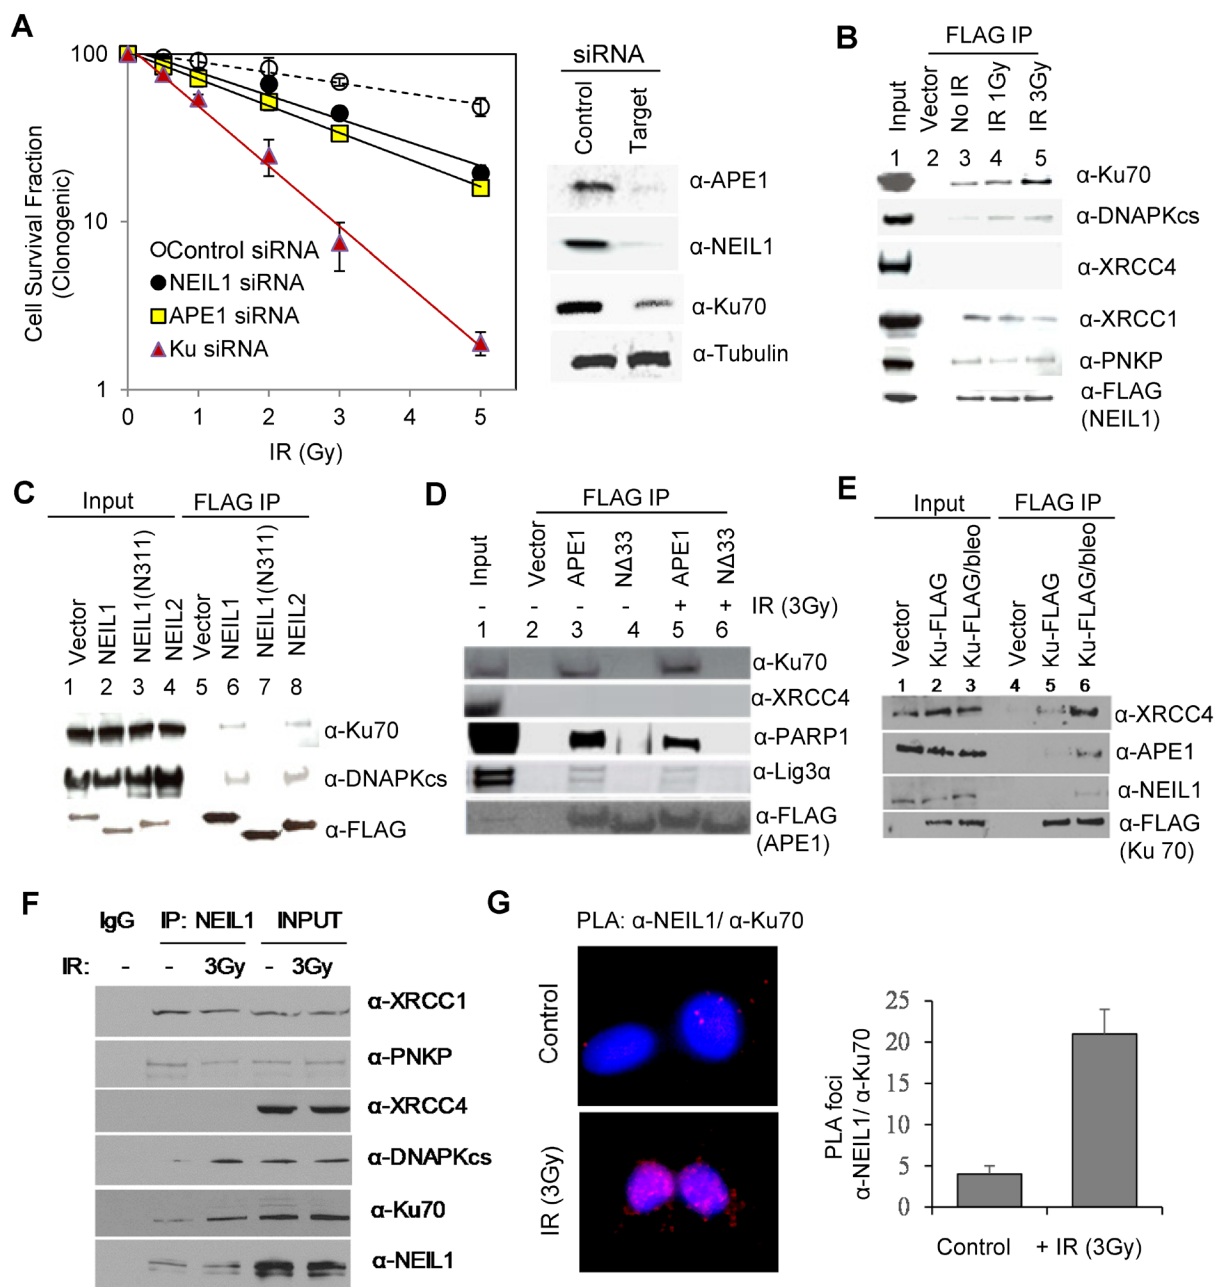 A
100
10
1
0
1
2
3
4
5
Cell Survival Fraction
(Clonogenic)
IR (Gy)
Control siRNA
NEIL1 siRNA
APE1 siRNA
Ku siRNA
siRNA
Control
Target
α-APE1
α-NEIL1
α-Ku70
α-Tubulin
B
FLAG IP
Input
Vector
No IR
IR 1Gy
IR 3Gy
1 2 3 4 5
α-Ku70
α-DNAPKcs
α-XRCC4
α-XRCC1
α-PNKP
α-FLAG
(NEIL1)
C
Input
FLAG IP
Vector
NEIL1
NEIL1(N311)
NEIL2
Vector
NEIL1
NEIL1(N311)
NEIL2
1 2 3 4 5 6 7 8
α-Ku70
α-DNAPKcs
α-FLAG
D
FLAG IP
Input
Vector
APE1
NΔ33
APE1
NΔ33
- - - - + + IR (3Gy)
1 2 3 4 5 6
α-Ku70
α-XRCC4
α-PARP1
α-Lig3α
α-FLAG
(APE1)
E
Input
FLAG IP
Vector
Ku-FLAG
Ku-FLAG/bleo
Vector
Ku-FLAG
Ku-FLAG/bleo
1 2 3 4 5 6
α-XRCC4
α-APE1
α-NEIL1
α-FLAG
(Ku 70)
F
IgG IP: NEIL1 INPUT
IR: - - 3Gy - 3Gy
α-XRCC1
α-PNKP
α-XRCC4
α-DNAPKcs
α-Ku70
α-NEIL1
G
PLA: α-NEIL1/ α-Ku70
Control
IR (3Gy)
PLA foci
α-NEIL1/ α-Ku70
25
20
15
10
5
0
Control + IR (3Gy)